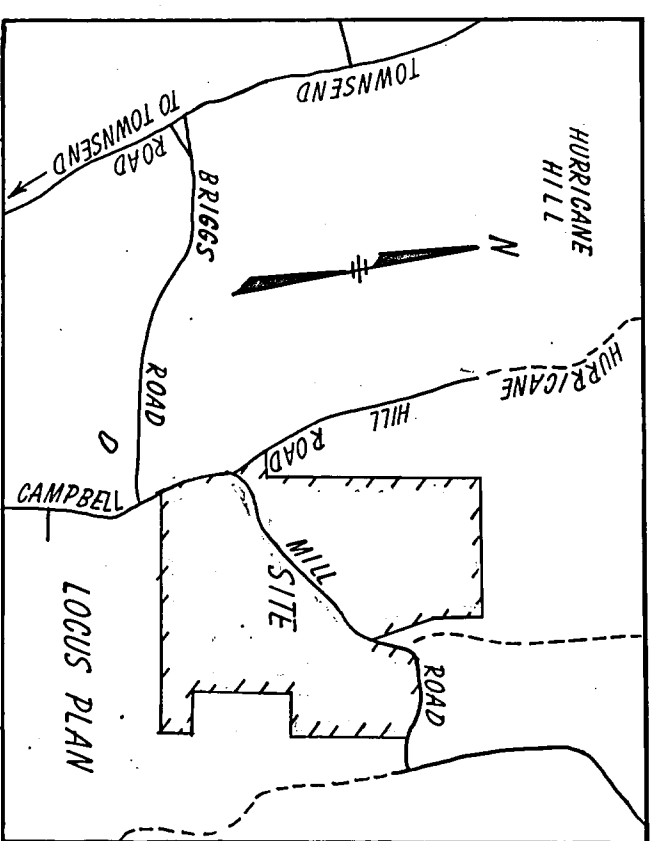 HURRICANE
HILL
N
TOWNSEND
ROAD
TO TOWNSEND
BRIGGS
ROAD
HURRICANE
HILL
ROAD
CAMPBELL
MILL
ROAD
SITE
LOCUS PLAN